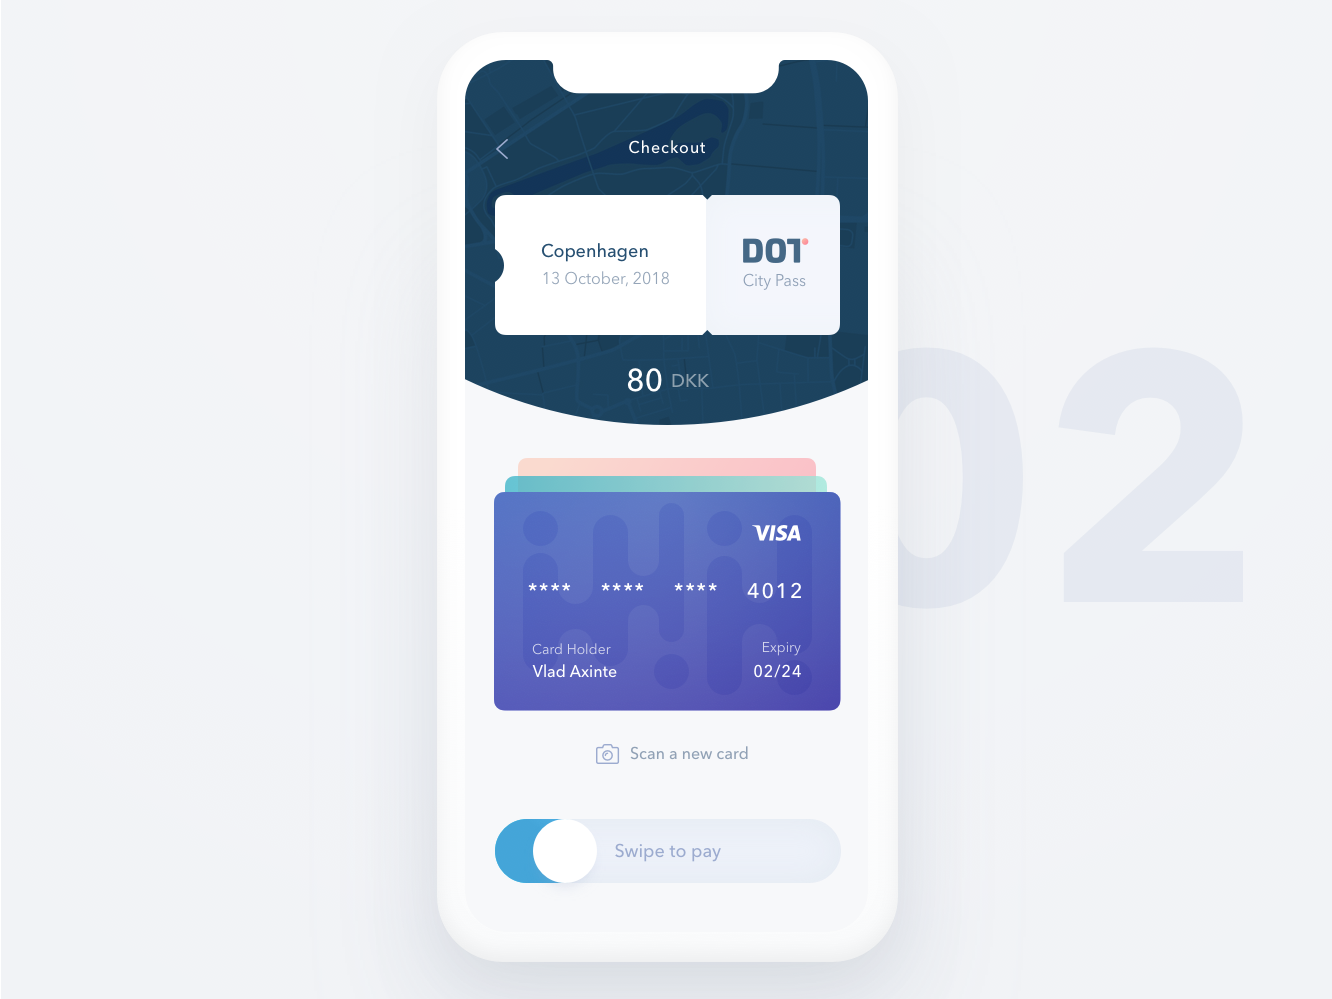 Checkout
Copenhagen
13 October, 2018
DOT
City Pass
80 DKK
02
VISA
**** **** **** 4012
Card Holder
Vlad Axinte
Expiry
02/24
Scan a new card
Swipe to pay